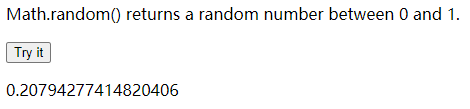 Math.random() returns a random number between 0 and 1.
Try it
0.20794277414820406